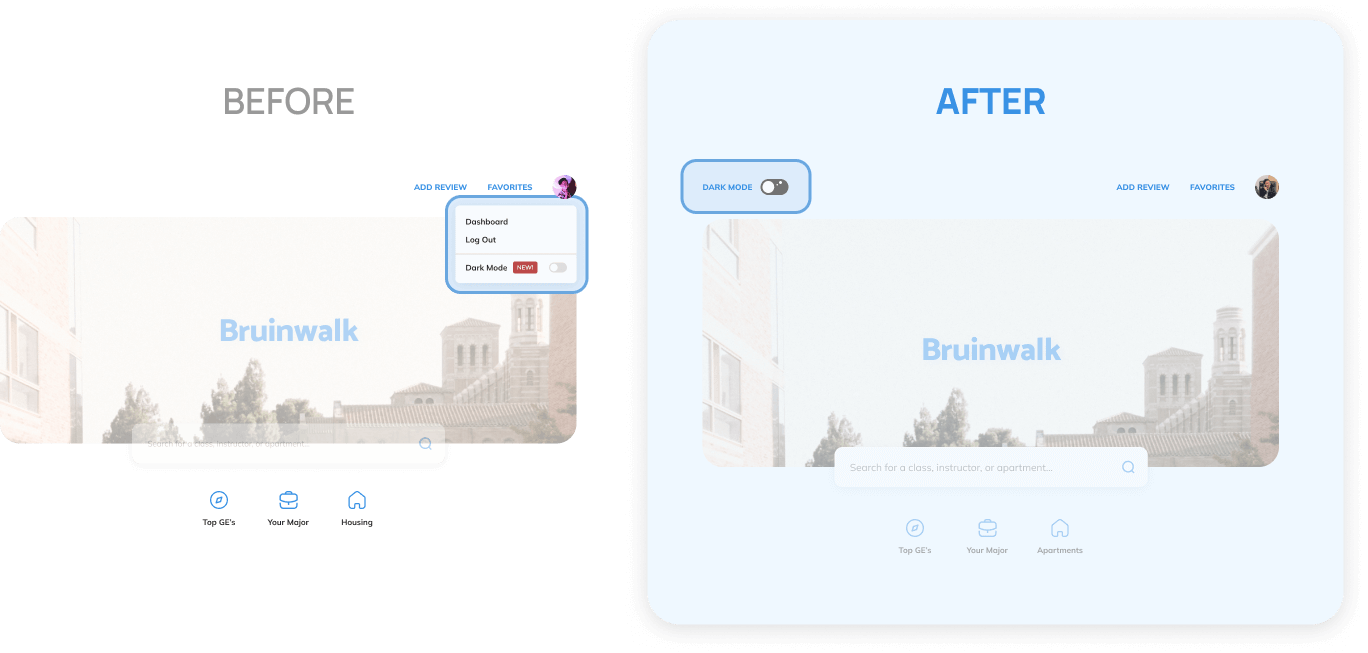 BEFORE
ADD REVIEW FAVORITES
Dashboard
Log Out
Dark Mode NEW!
Bruinwalk
Search for a class, instructor, or apartment...
Top GE's Your Major Housing
AFTER
DARK MODE ADD REVIEW FAVORITES
Bruinwalk
Search for a class, instructor, or apartment...
Top GE's Your Major Apartments